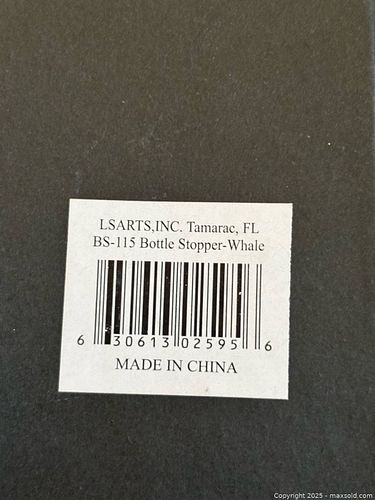 LSARTS,INC. Tamarac, FL
BS-115 Bottle Stopper-Whale
6 30613 02595 6
MADE IN CHINA
Copyright 2025 - maxsold.com